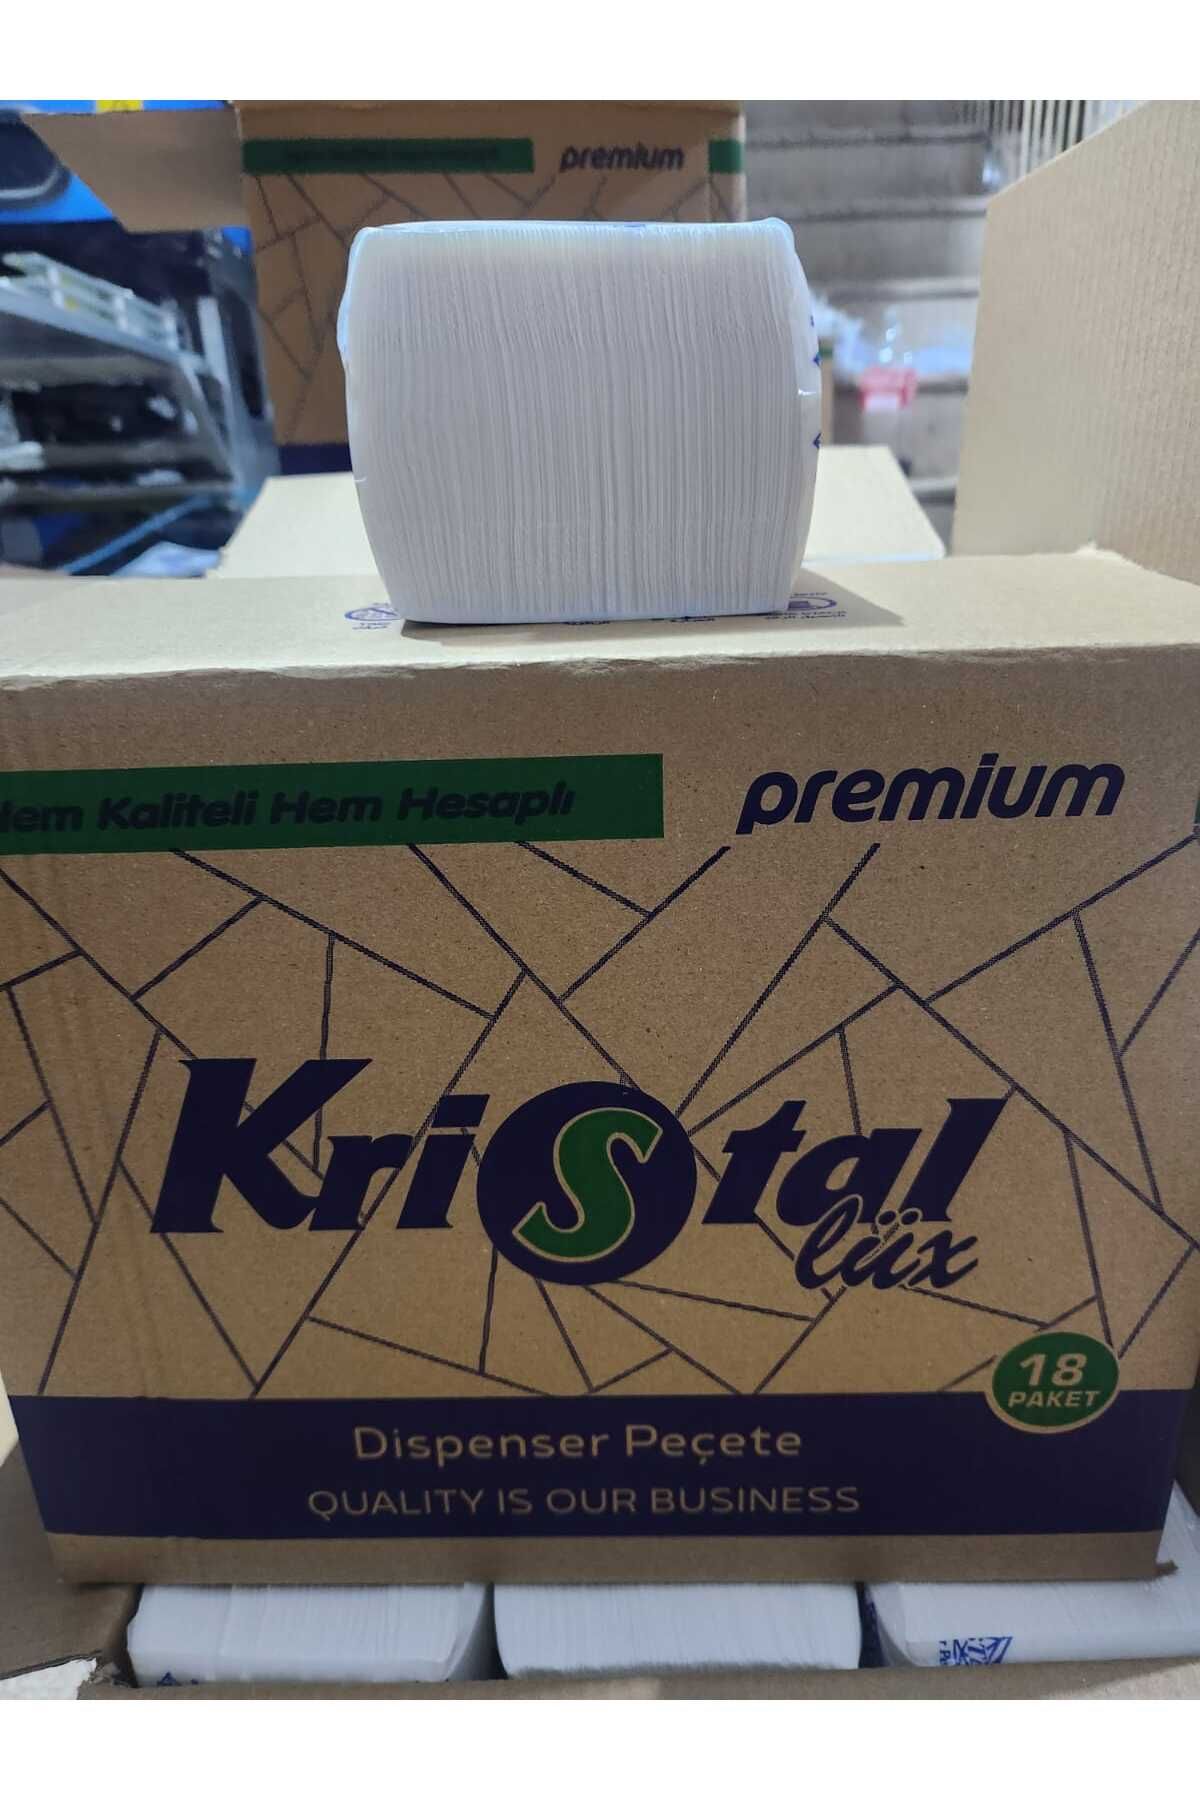 premium
Hem Kaliteli Hem Hesaplı
premium
Kristal
lüx
18
PAKET
Dispenser Peçete
QUALITY IS OUR BUSINESS